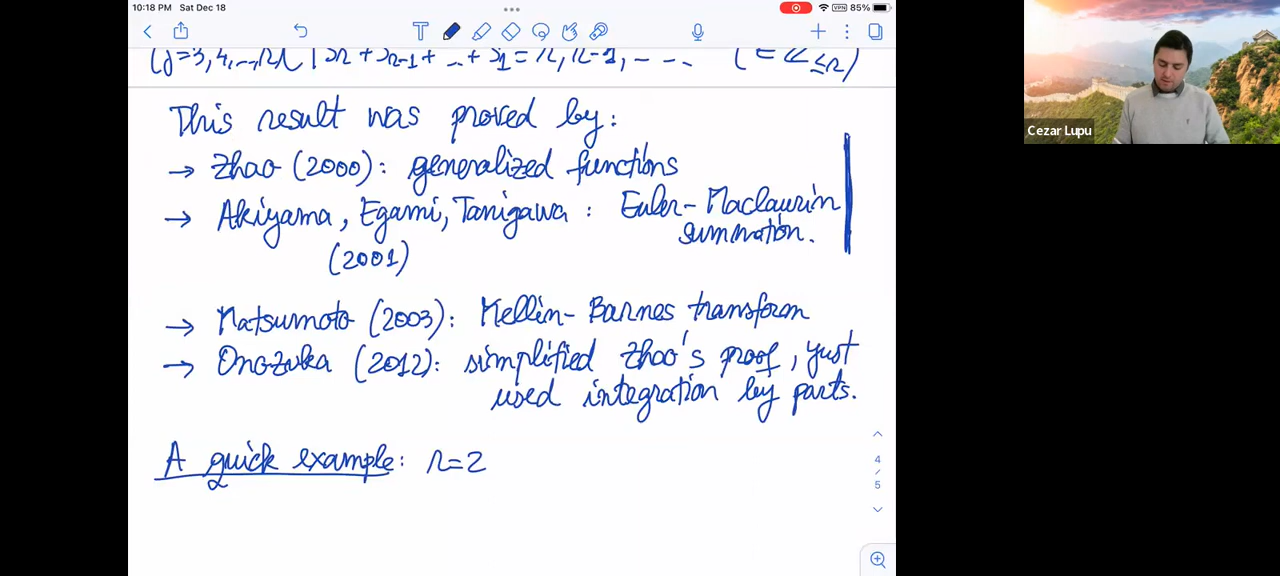 10:18 PM Sat Dec 18
VPN 85%
This result was proved by:
→ Zhao (2000): generalized functions
→ Akiyama, Egami, Tanigawa : Euler-Maclaurin
summation.
(2001)
→ Matsumoto (2003): Mellin-Barnes transform
→ Onozuka (2012): simplified Zhao's proof, just
used integration by parts.
A quick example: r=2
4
/
5
Cezar Lupu